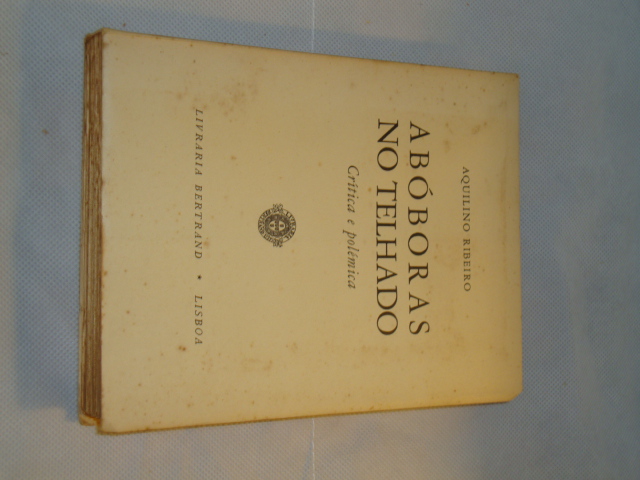 AQUILINO RIBEIRO
ABÓBORAS
NO TELHADO
Crítica e polémica
LIVRARIA BERTRAND • LISBOA